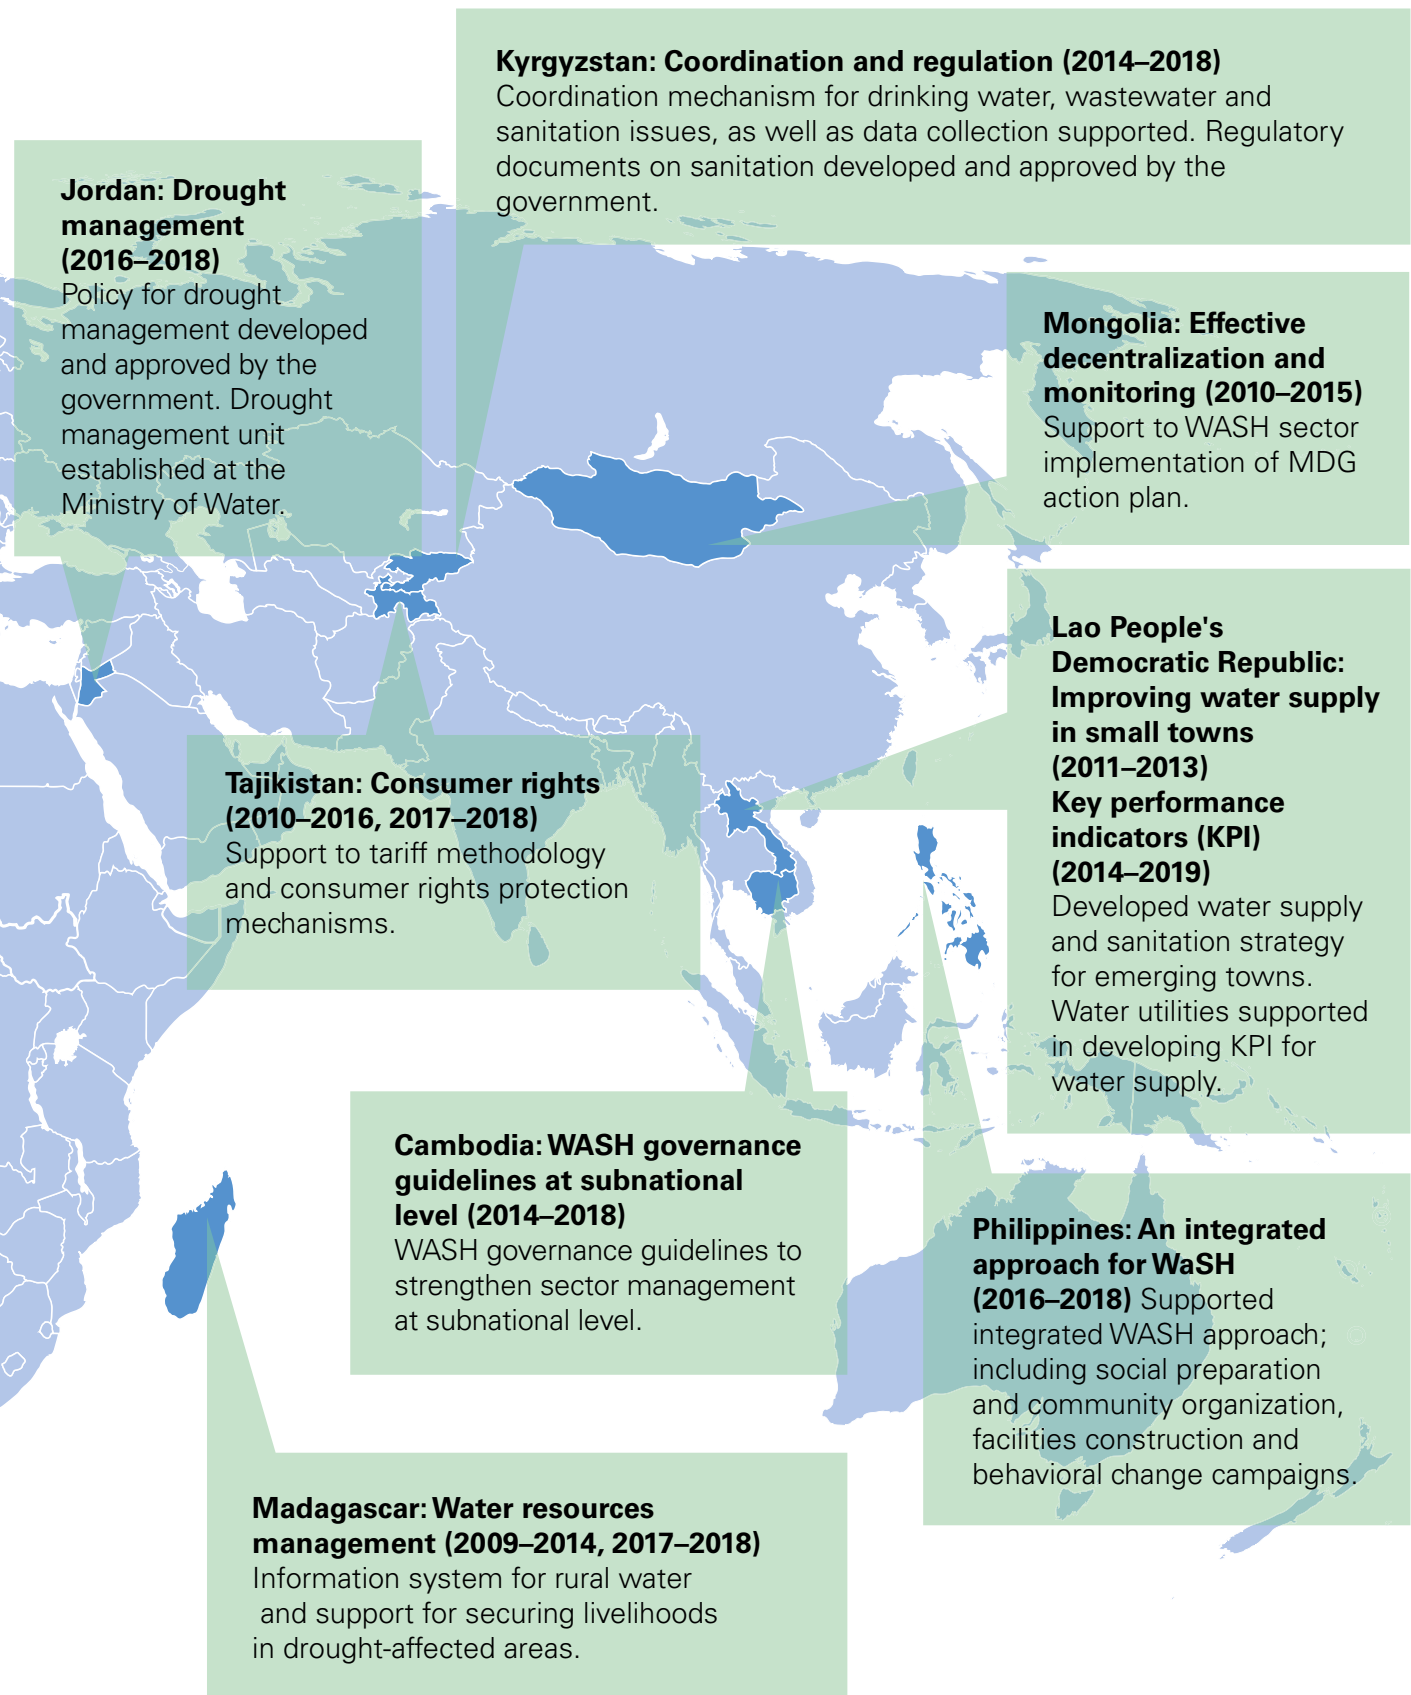 Kyrgyzstan: Coordination and regulation (2014–2018)
Coordination mechanism for drinking water, wastewater and
sanitation issues, as well as data collection supported. Regulatory
documents on sanitation developed and approved by the
government.
Jordan: Drought
management
(2016–2018)
Policy for drought
management developed
and approved by the
government. Drought
management unit
established at the
Ministry of Water.
Mongolia: Effective
decentralization and
monitoring (2010–2015)
Support to WASH sector
implementation of MDG
action plan.
Lao People's
Democratic Republic:
Improving water supply
in small towns
(2011–2013)
Key performance
indicators (KPI)
(2014–2019)
Developed water supply
and sanitation strategy
for emerging towns.
Water utilities supported
in developing KPI for
water supply.
Tajikistan: Consumer rights
(2010–2016, 2017–2018)
Support to tariff methodology
and consumer rights protection
mechanisms.
Cambodia: WASH governance
guidelines at subnational
level (2014–2018)
WASH governance guidelines to
strengthen sector management
at subnational level.
Philippines: An integrated
approach for WaSH
(2016–2018) Supported
integrated WASH approach;
including social preparation
and community organization,
facilities construction and
behavioral change campaigns.
Madagascar: Water resources
management (2009–2014, 2017–2018)
Information system for rural water
and support for securing livelihoods
in drought-affected areas.